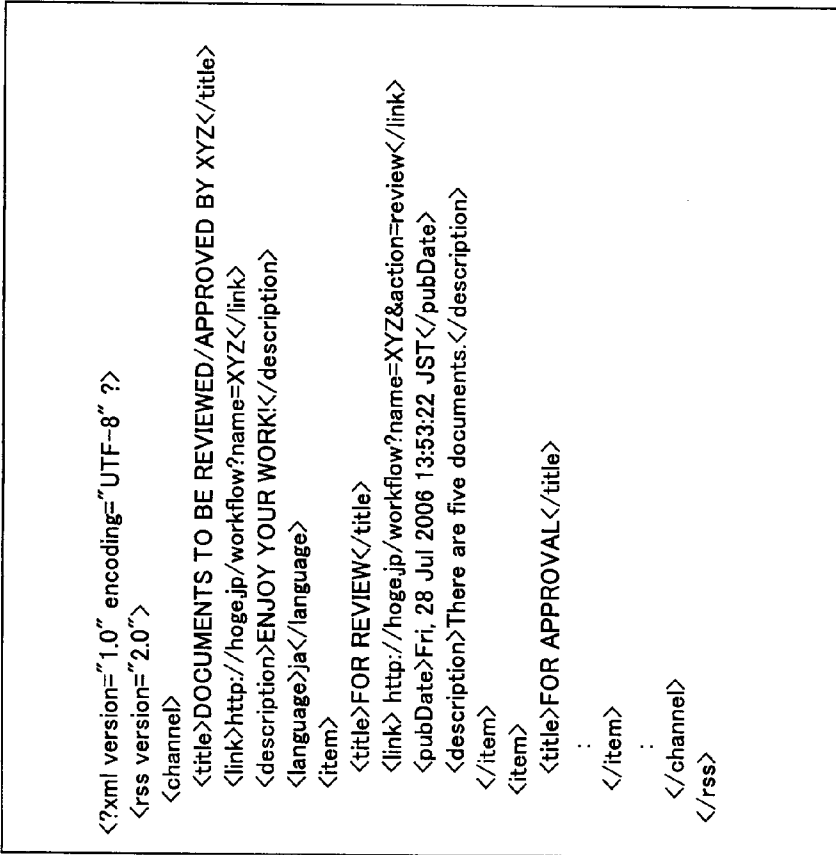 <?xml version="1.0" encoding="UTF-8" ?>
<rss version="2.0">
<channel>
<title>DOCUMENTS TO BE REVIEWED/APPROVED BY XYZ</title>
<link>http://hoge.jp/workflow?name=XYZ</link>
<description>ENJOY YOUR WORK!</description>
<language>ja</language>
<item>
<title>FOR REVIEW</title>
<link> http://hoge.jp/workflow?name=XYZ&action=review</link>
<pubDate>Fri, 28 Jul 2006 13:53:22 JST</pubDate>
<description>There are five documents.</description>
</item>
<item>
<title>FOR APPROVAL</title>
:
</item>
:
</channel>
</rss>